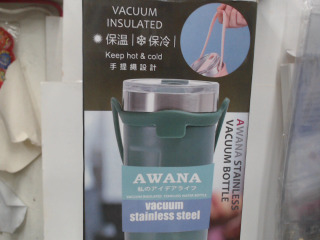 VACUUM
INSULATED
保温 | ❄保冷 |
Keep hot & cold
手提繩設計
AWANA STAINLESS
VACUUM BOTTLE
AWANA
私のアイデアライフ
vacuum
stainless steel